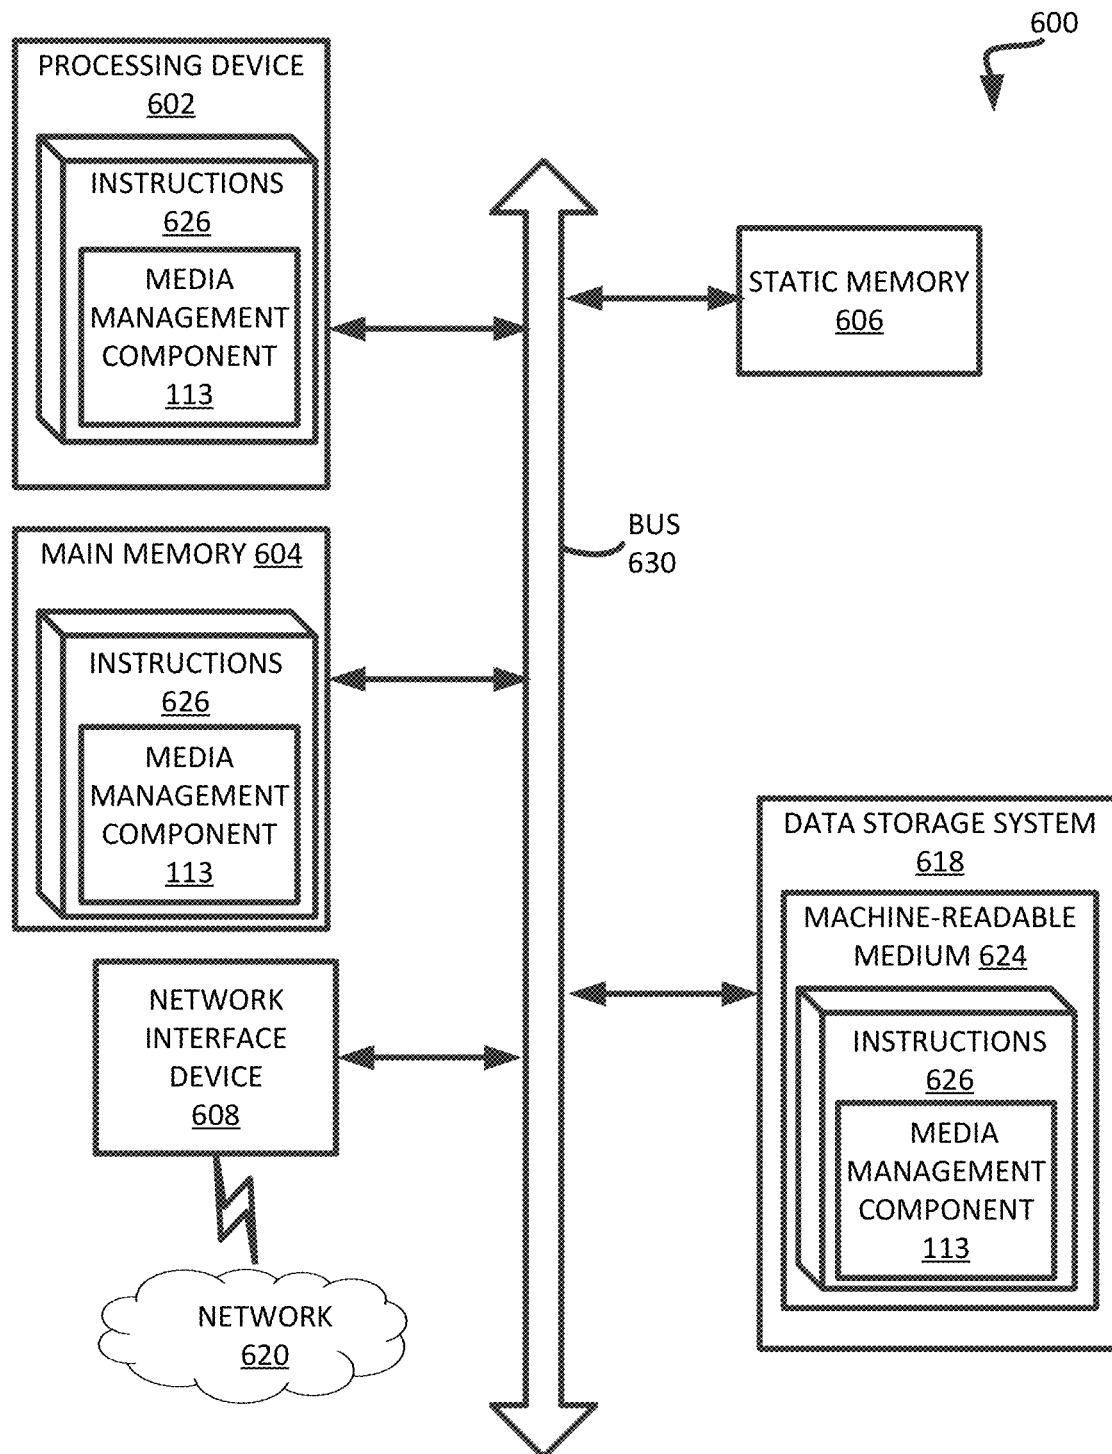 600
PROCESSING DEVICE
602
INSTRUCTIONS
626
MEDIA
MANAGEMENT
COMPONENT
113
STATIC MEMORY
606
BUS
630
MAIN MEMORY 604
INSTRUCTIONS
626
MEDIA
MANAGEMENT
COMPONENT
113
DATA STORAGE SYSTEM
618
MACHINE-READABLE
MEDIUM 624
INSTRUCTIONS
626
MEDIA
MANAGEMENT
COMPONENT
113
NETWORK
INTERFACE
DEVICE
608
NETWORK
620